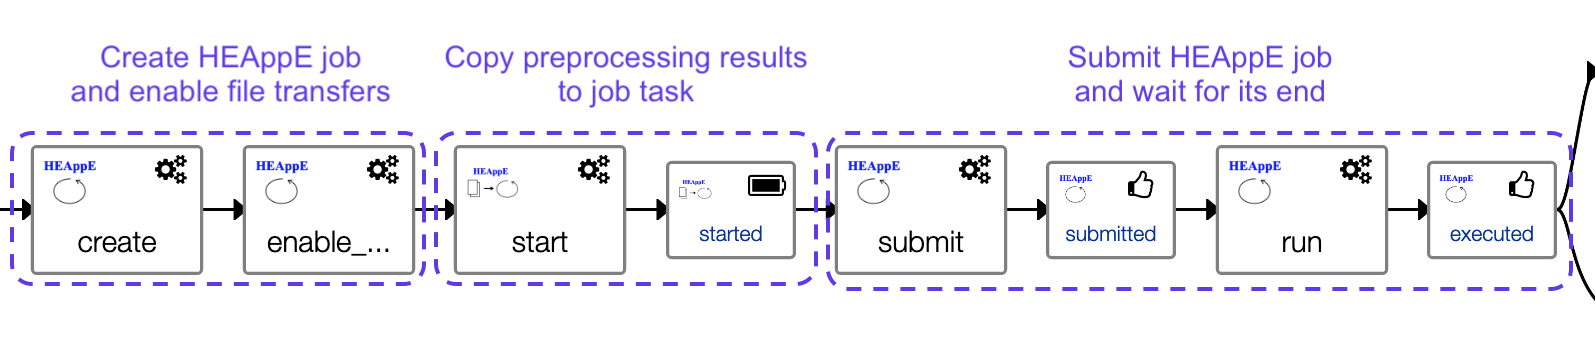 Create HEAppE job
and enable file transfers
Copy preprocessing results
to job task
Submit HEAppE job
and wait for its end
HEAppE
create
HEAppE
enable_...
HEAppE
start
HEAppE
started
HEAppE
submit
HEAppE
submitted
HEAppE
run
HEAppE
executed